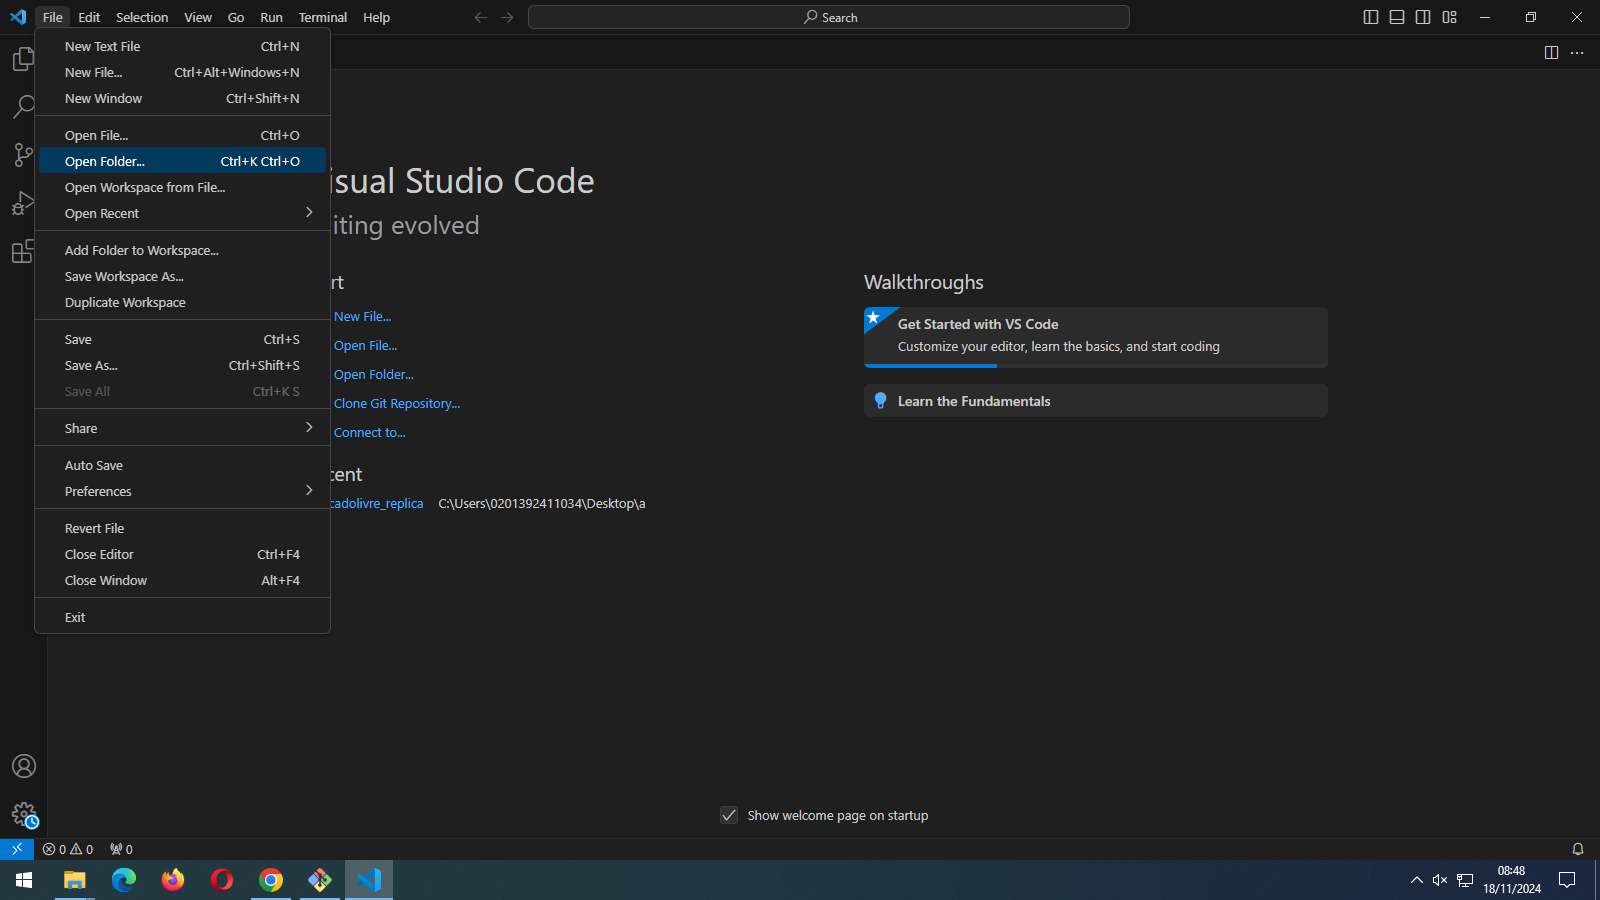 File Edit Selection View Go Run Terminal Help
Search
New Text File Ctrl+N
New File... Ctrl+Alt+Windows+N
New Window Ctrl+Shift+N
Open File... Ctrl+O
Open Folder... Ctrl+K Ctrl+O
Open Workspace from File...
Open Recent
Add Folder to Workspace...
Save Workspace As...
Duplicate Workspace
Save Ctrl+S
Save As... Ctrl+Shift+S
Save All Ctrl+K S
Share
Auto Save
Preferences
Revert File
Close Editor Ctrl+F4
Close Window Alt+F4
Exit
isual Studio Code
iting evolved
rt
New File...
Open File...
Open Folder...
Clone Git Repository...
Connect to...
cent
cadolivre_replica C:\Users\0201392411034\Desktop\a
Walkthroughs
Get Started with VS Code
Customize your editor, learn the basics, and start coding
Learn the Fundamentals
Show welcome page on startup
0 0 0
08:48
18/11/2024